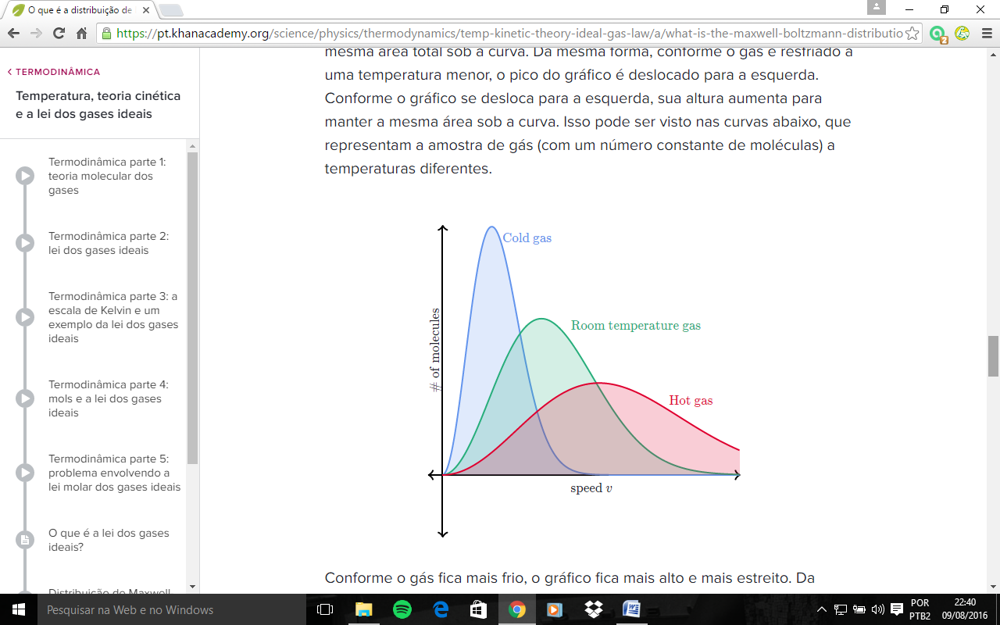 O que é a distribuição de
https://pt.khanacademy.org/science/physics/thermodynamics/temp-kinetic-theory-ideal-gas-law/a/what-is-the-maxwell-boltzmann-distributio
2
< TERMODINÂMICA
Temperatura, teoria cinética
e a lei dos gases ideais
Termodinâmica parte 1:
teoria molecular dos
gases
Termodinâmica parte 2:
lei dos gases ideais
Termodinâmica parte 3: a
escala de Kelvin e um
exemplo da lei dos gases
ideais
Termodinâmica parte 4:
mols e a lei dos gases
ideais
Termodinâmica parte 5:
problema envolvendo a
lei molar dos gases ideais
O que é a lei dos gases
ideais?
Distribuição de Maxwell
mesma área total sob a curva. Da mesma forma, conforme o gás é resfriado a
uma temperatura menor, o pico do gráfico é deslocado para a esquerda.
Conforme o gráfico se desloca para a esquerda, sua altura aumenta para
manter a mesma área sob a curva. Isso pode ser visto nas curvas abaixo, que
representam a amostra de gás (com um número constante de moléculas) a
temperaturas diferentes.
Cold gas
Room temperature gas
Hot gas
# of molecules
speed v
Conforme o gás fica mais frio, o gráfico fica mais alto e mais estreito. Da
Pesquisar na Web e no Windows
POR
PTB2
22:40
09/08/2016